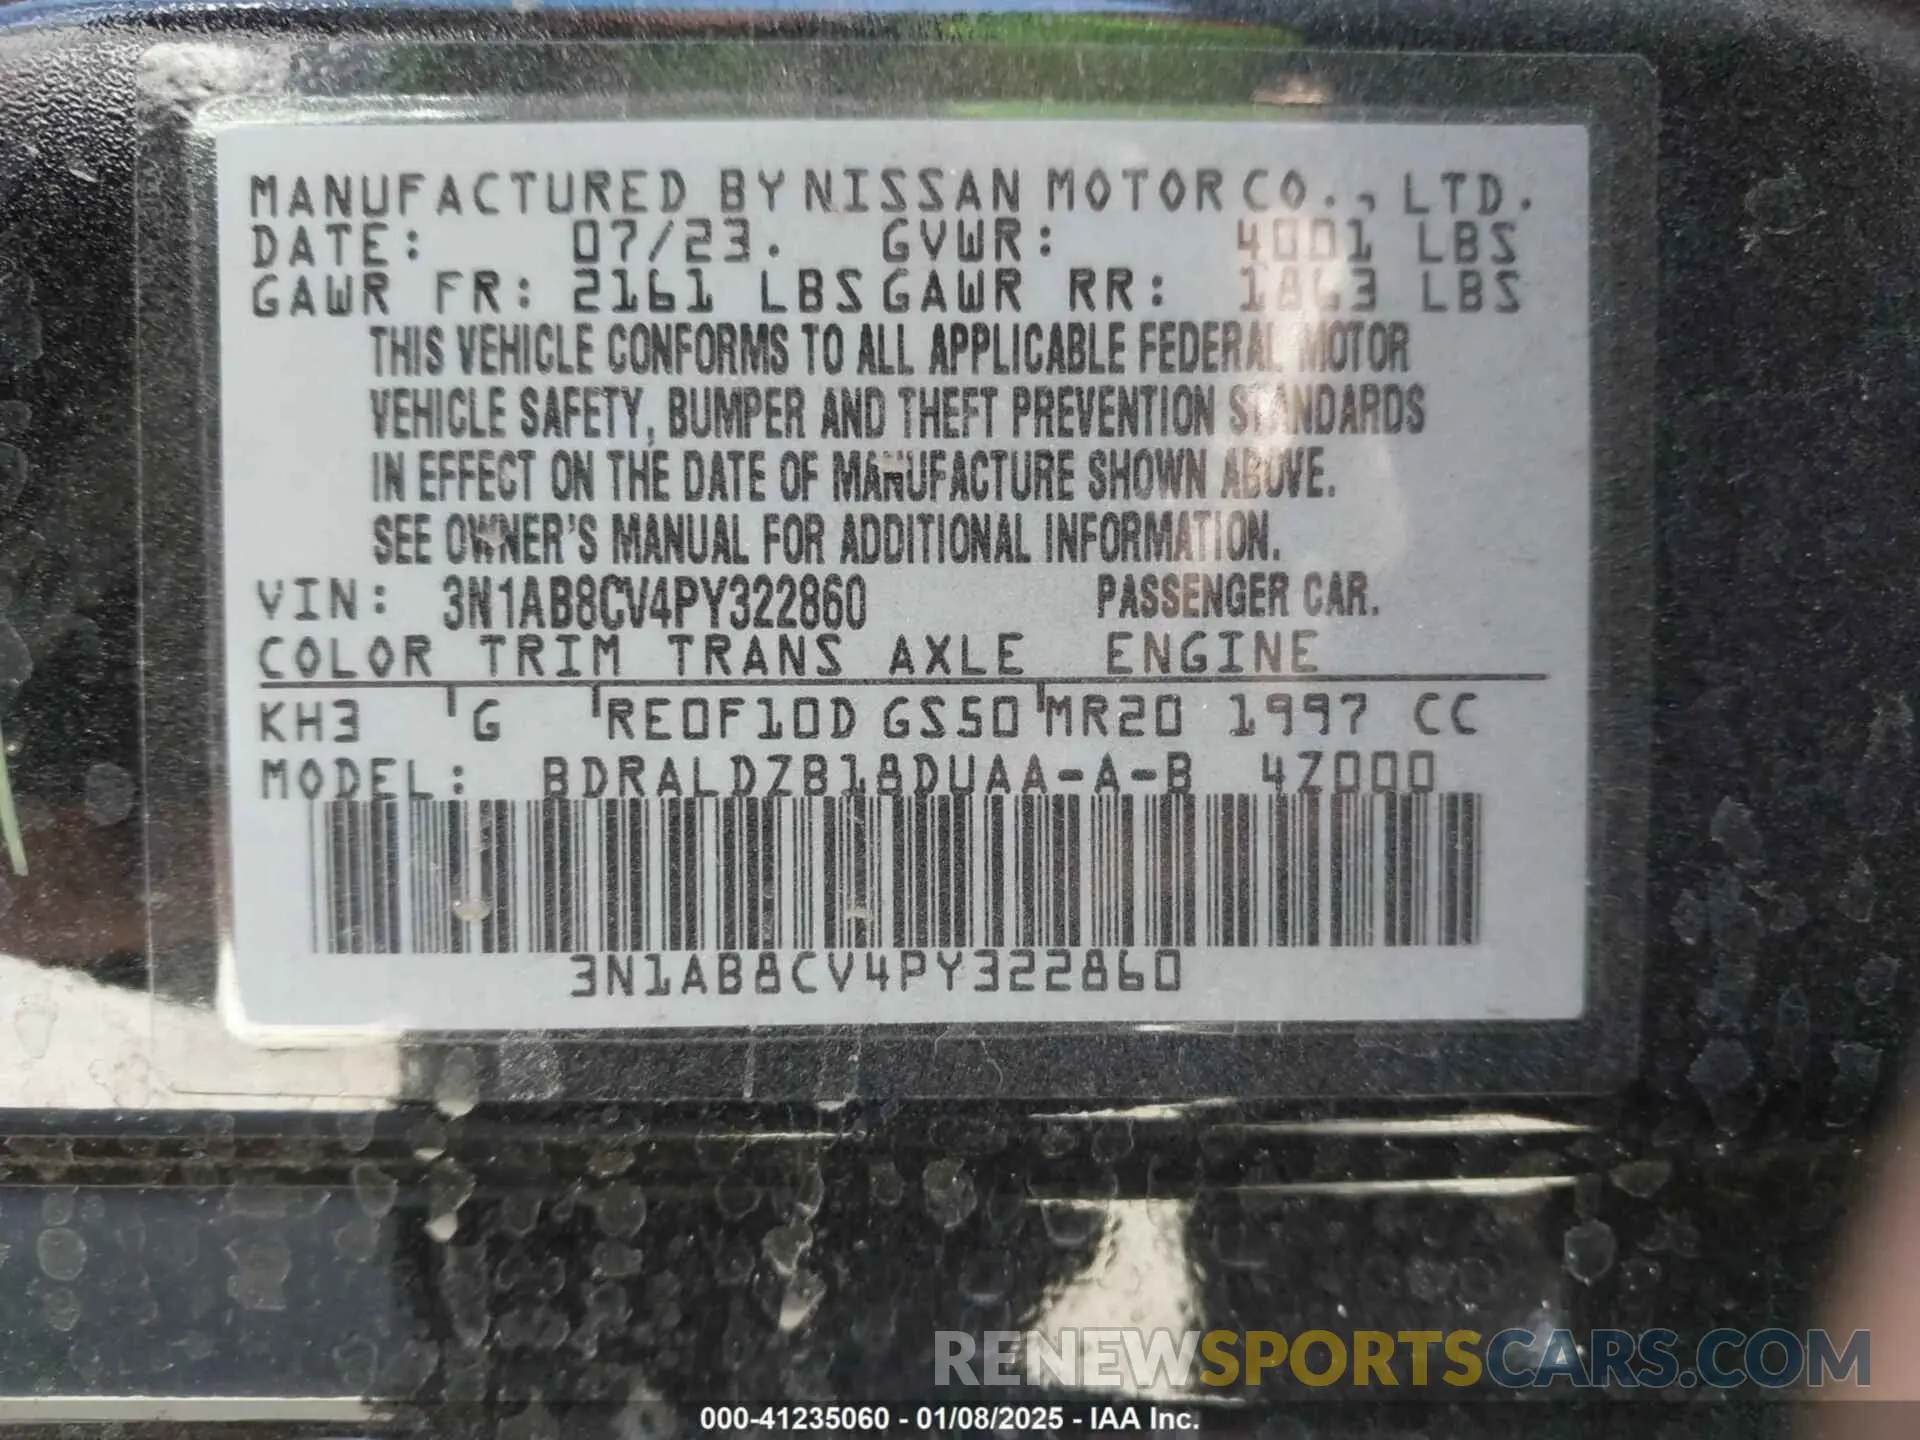 MANUFACTURED BY NISSAN MOTOR CO., LTD.
DATE: 07/23. GVWR: 4001 LBS
GAWR FR: 2161 LBS GAWR RR: 1863 LBS
THIS VEHICLE CONFORMS TO ALL APPLICABLE FEDERAL MOTOR
VEHICLE SAFETY, BUMPER AND THEFT PREVENTION STANDARDS
IN EFFECT ON THE DATE OF MANUFACTURE SHOWN ABOVE.
SEE OWNER'S MANUAL FOR ADDITIONAL INFORMATION.
VIN: 3N1AB8CV4PY322860 PASSENGER CAR.
COLOR TRIM TRANS AXLE ENGINE
KH3 G RE0F10D GS50 MR20 1997 CC
MODEL: BDRALDZB18DUAA-A-B 4Z000
3N1AB8CV4PY322860
RENEWSPORTSCARS.COM
000-41235060 - 01/08/2025 - IAA Inc.